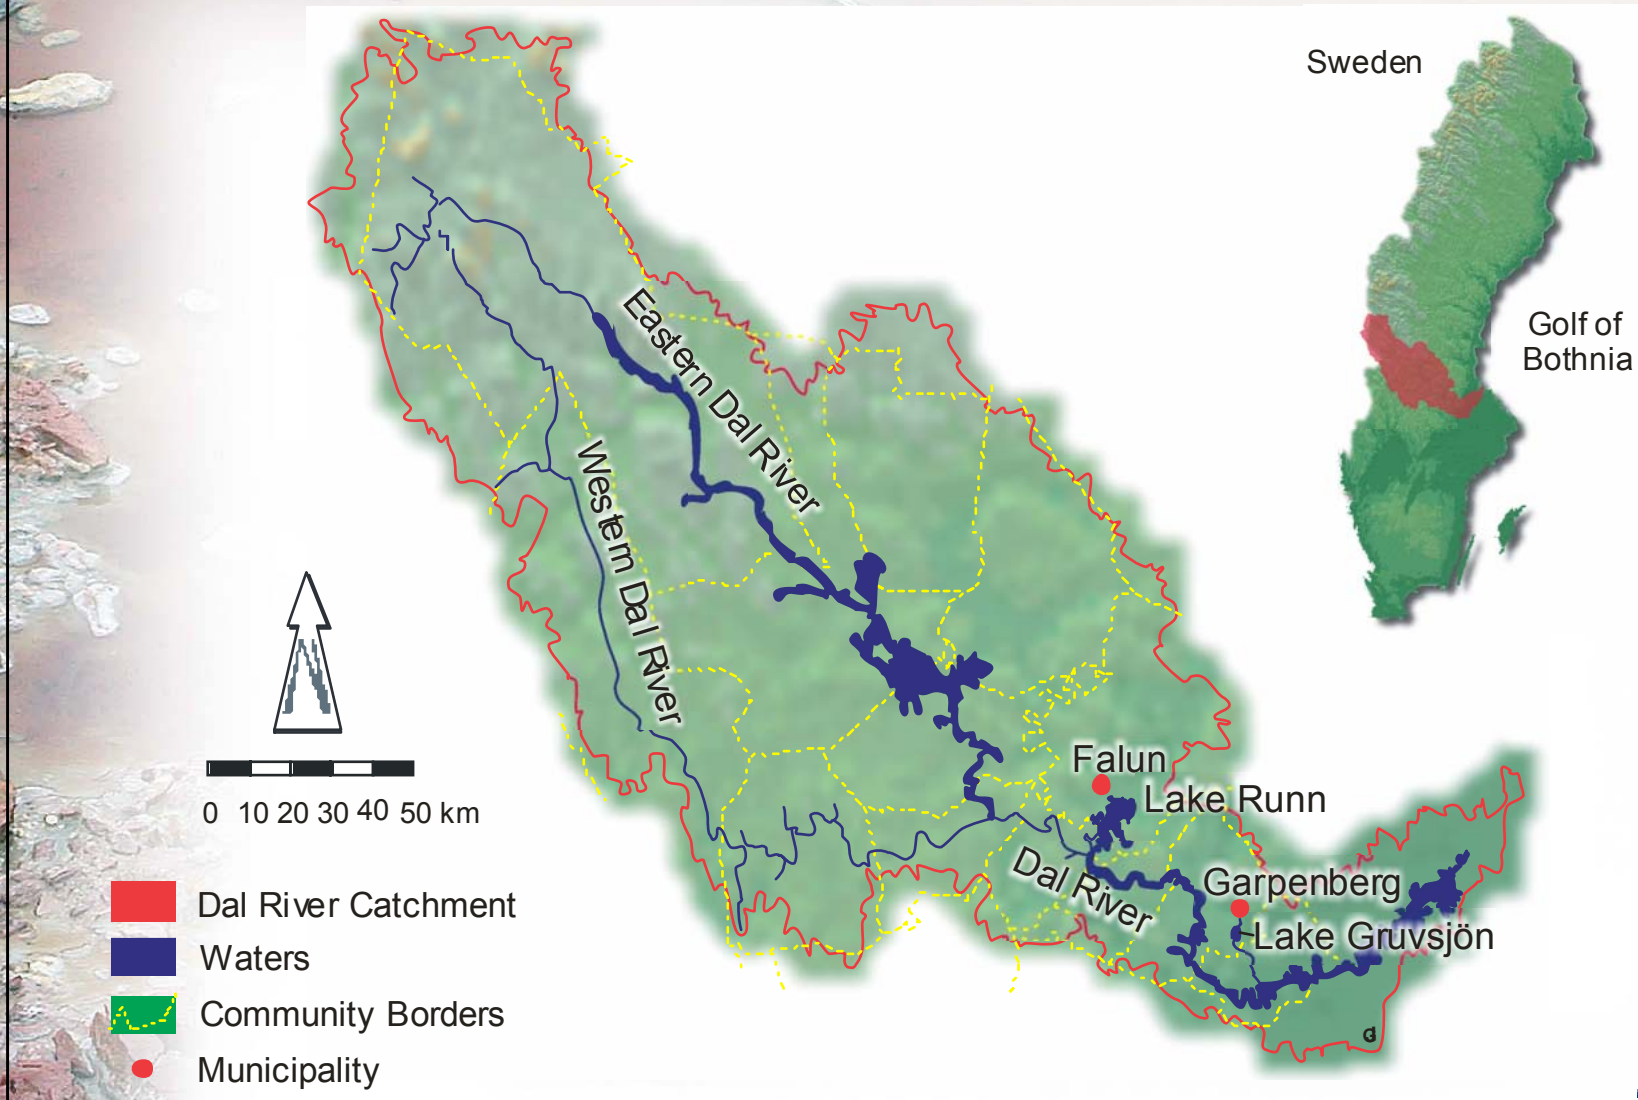 Sweden
Golf of
Bothnia
Eastern Dal River
Western Dal River
Falun
Lake Runn
Dal River
Garpenberg
Lake Gruvsjön
0 10 20 30 40 50 km
Dal River Catchment
Waters
Community Borders
Municipality